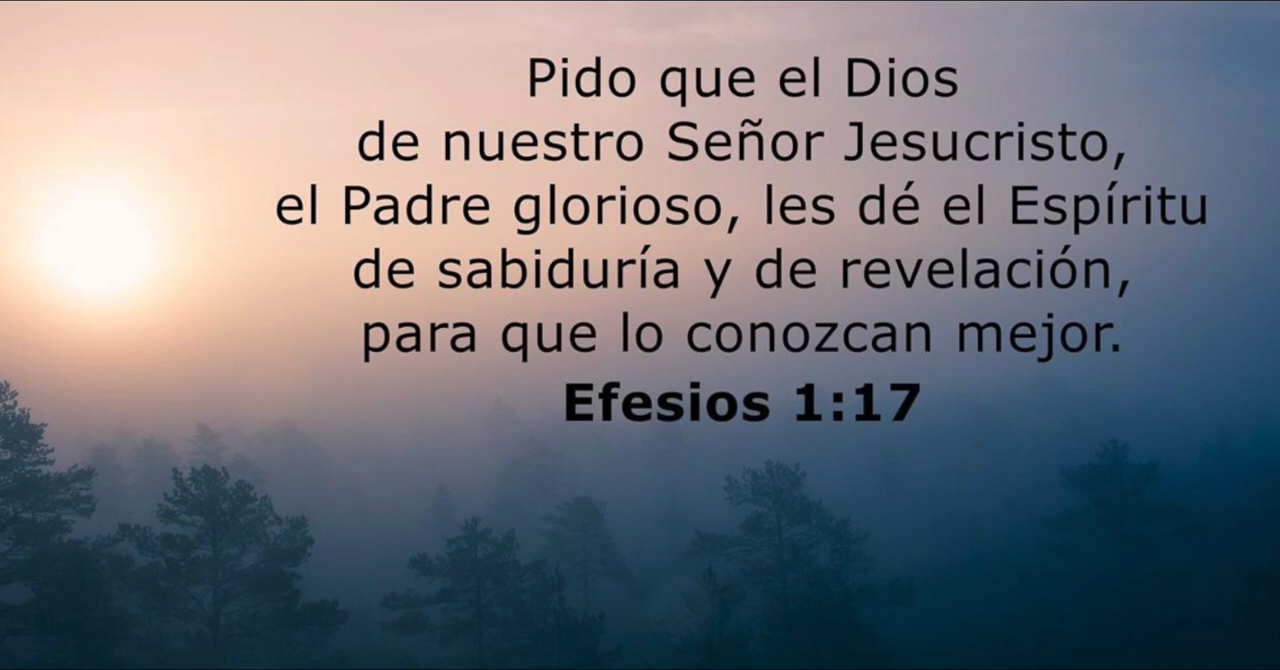 Pido que el Dios
de nuestro Señor Jesucristo,
el Padre glorioso, les dé el Espíritu
de sabiduría y de revelación,
para que lo conozcan mejor.
Efesios 1:17